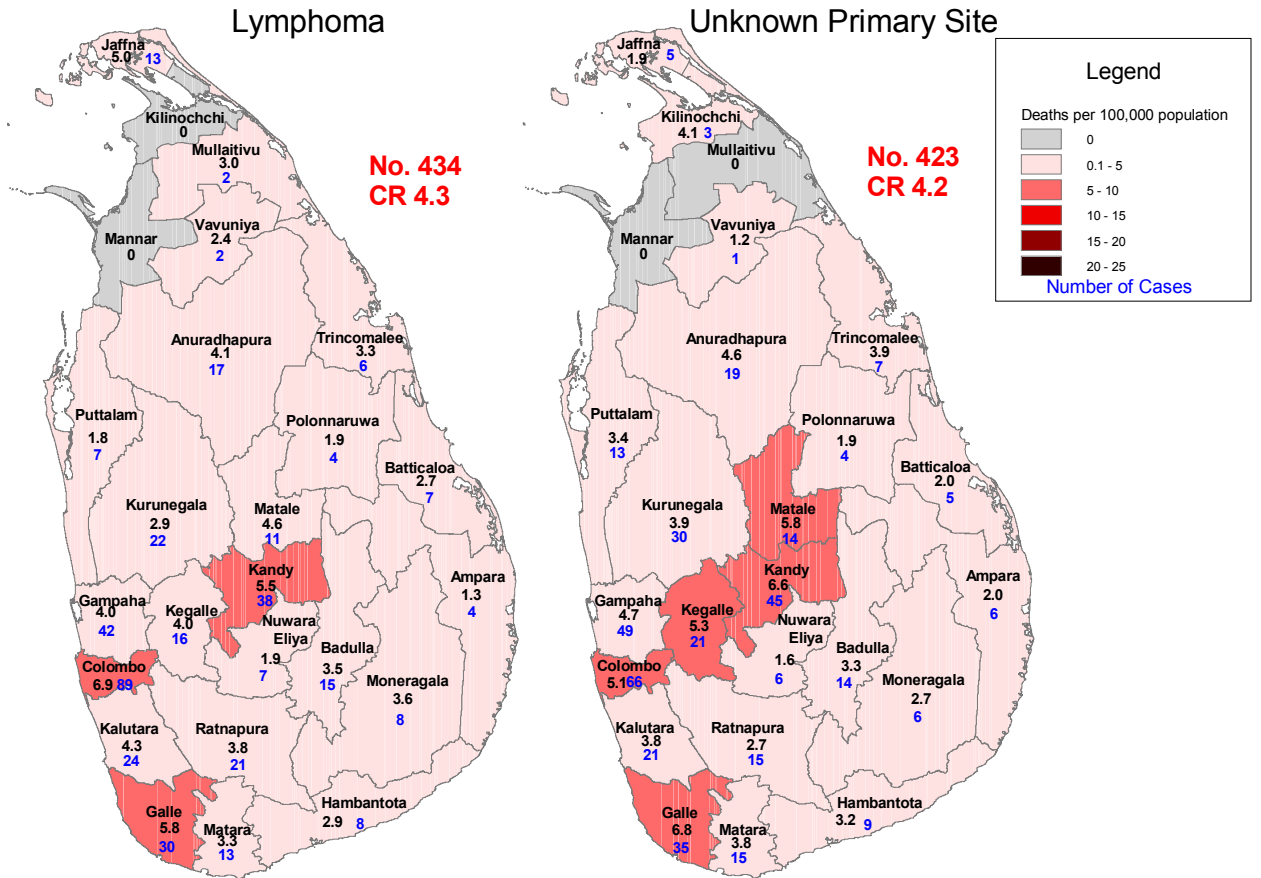 Lymphoma
Jaffna
5.0 13
Kilinochchi
0
Mullaitivu
3.0
2
No. 434
CR 4.3
Vavuniya
2.4
2
Mannar
0
Anuradhapura
4.1
17
Trincomalee
3.3
6
Puttalam
1.8
7
Polonnaruwa
1.9
4
Batticaloa
2.7
7
Kurunegala
2.9
22
Matale
4.6
11
Kandy
5.5
38
Ampara
1.3
4
Gampaha
4.0
42
Kegalle
4.0
16
Nuwara
Eliya
1.9
7
Badulla
3.5
15
Colombo
6.9 89
Moneragala
3.6
8
Kalutara
4.3
24
Ratnapura
3.8
21
Galle
5.8
30
Matara
3.3
13
Hambantota
2.9 8
Unknown Primary Site
Jaffna
1.9 5
Kilinochchi
4.1 3
Mullaitivu
0
No. 423
CR 4.2
Vavuniya
1.2
1
Mannar
0
Anuradhapura
4.6
19
Trincomalee
3.9
7
Puttalam
3.4
13
Polonnaruwa
1.9
4
Batticaloa
2.0
5
Kurunegala
3.9
30
Matale
5.8
14
Kandy
6.6
45
Ampara
2.0
6
Gampaha
4.7
49
Kegalle
5.3
21
Nuwara
Eliya
1.6
6
Badulla
3.3
14
Colombo
5.1 66
Moneragala
2.7
6
Kalutara
3.8
21
Ratnapura
2.7
15
Galle
6.8
35
Matara
3.8
15
Hambantota
3.2 9
Legend
Deaths per 100,000 population
0
0.1 - 5
5 - 10
10 - 15
15 - 20
20 - 25
Number of Cases